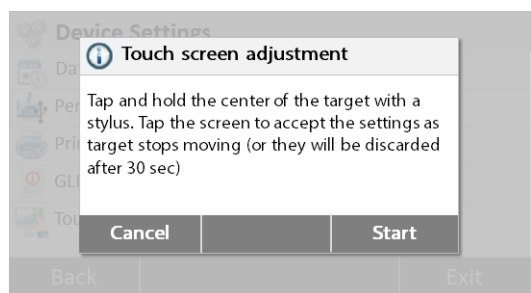 Device Settings
Touch screen adjustment
Tap and hold the center of the target with a
stylus. Tap the screen to accept the settings as
target stops moving (or they will be discarded
after 30 sec)
Cancel
Start
Back
Exit